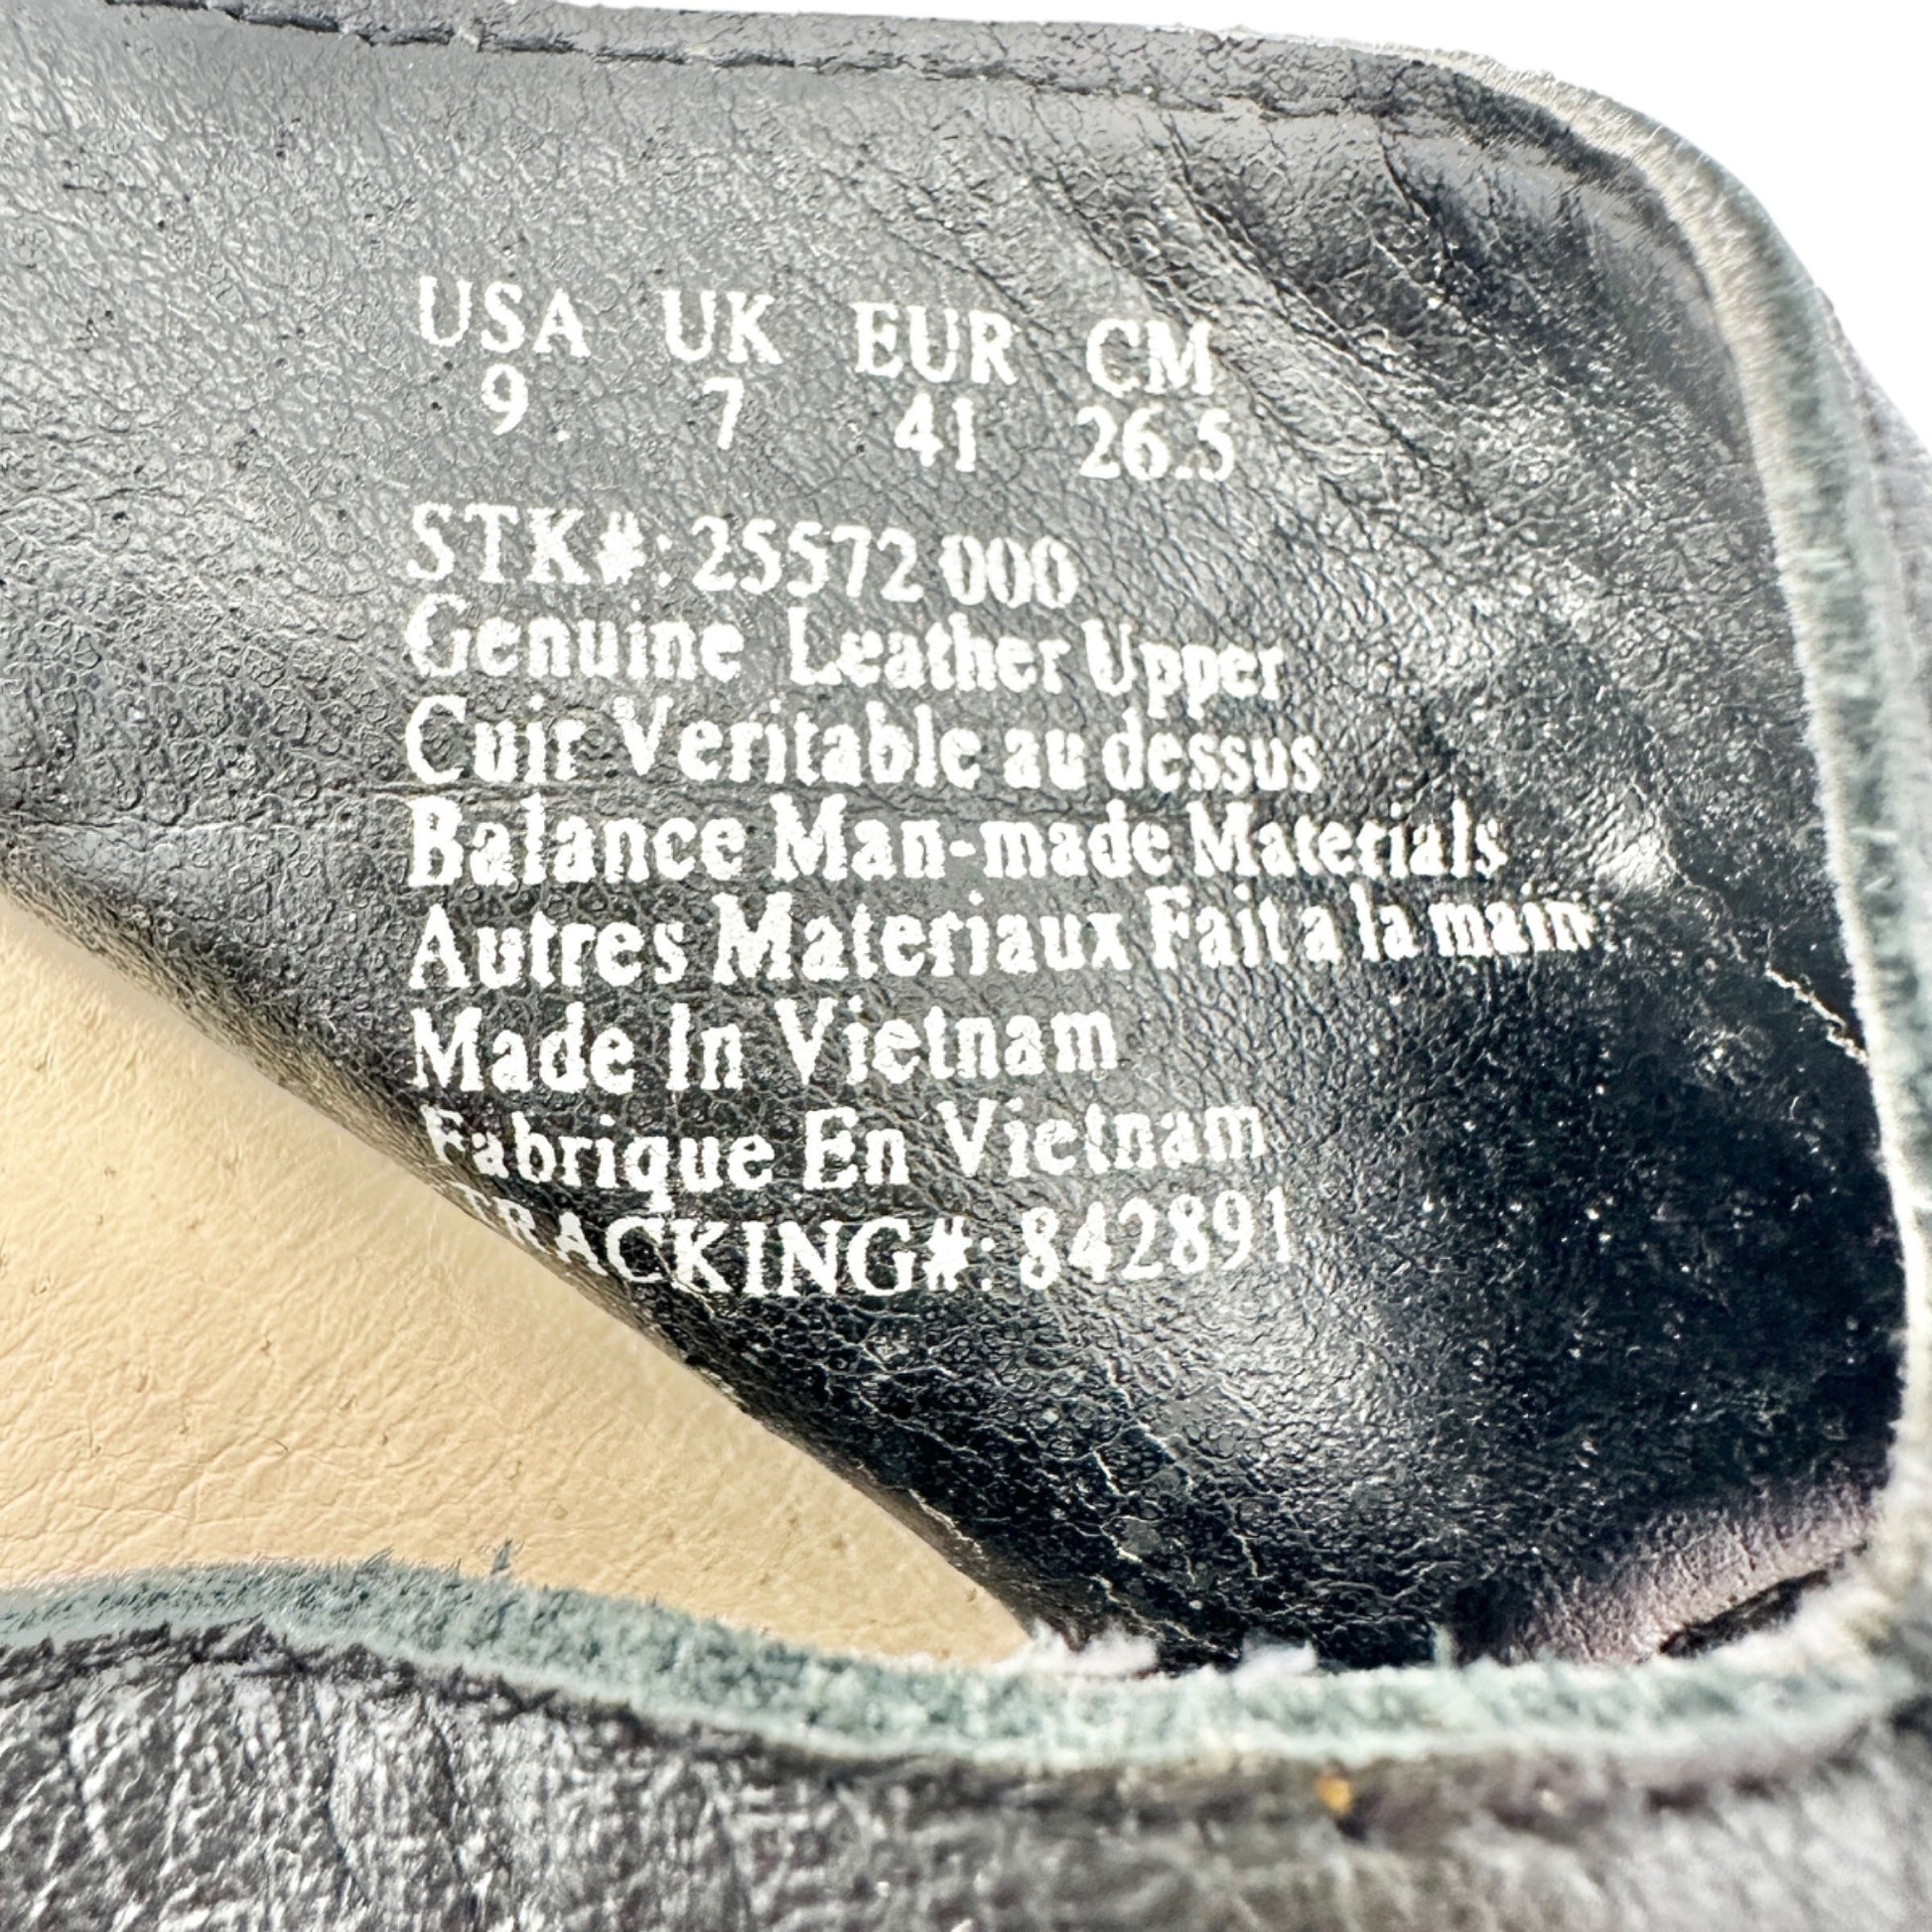 USA UK EUR CM
9 7 41 26.5
STK#: 25572 000
Genuine Leather Upper
Cuir Veritable au dessus
Balance Man-made Materials
Autres Materiaux Fait a la main
Made In Vietnam
Fabrique En Vietnam
TRACKING#: 842891